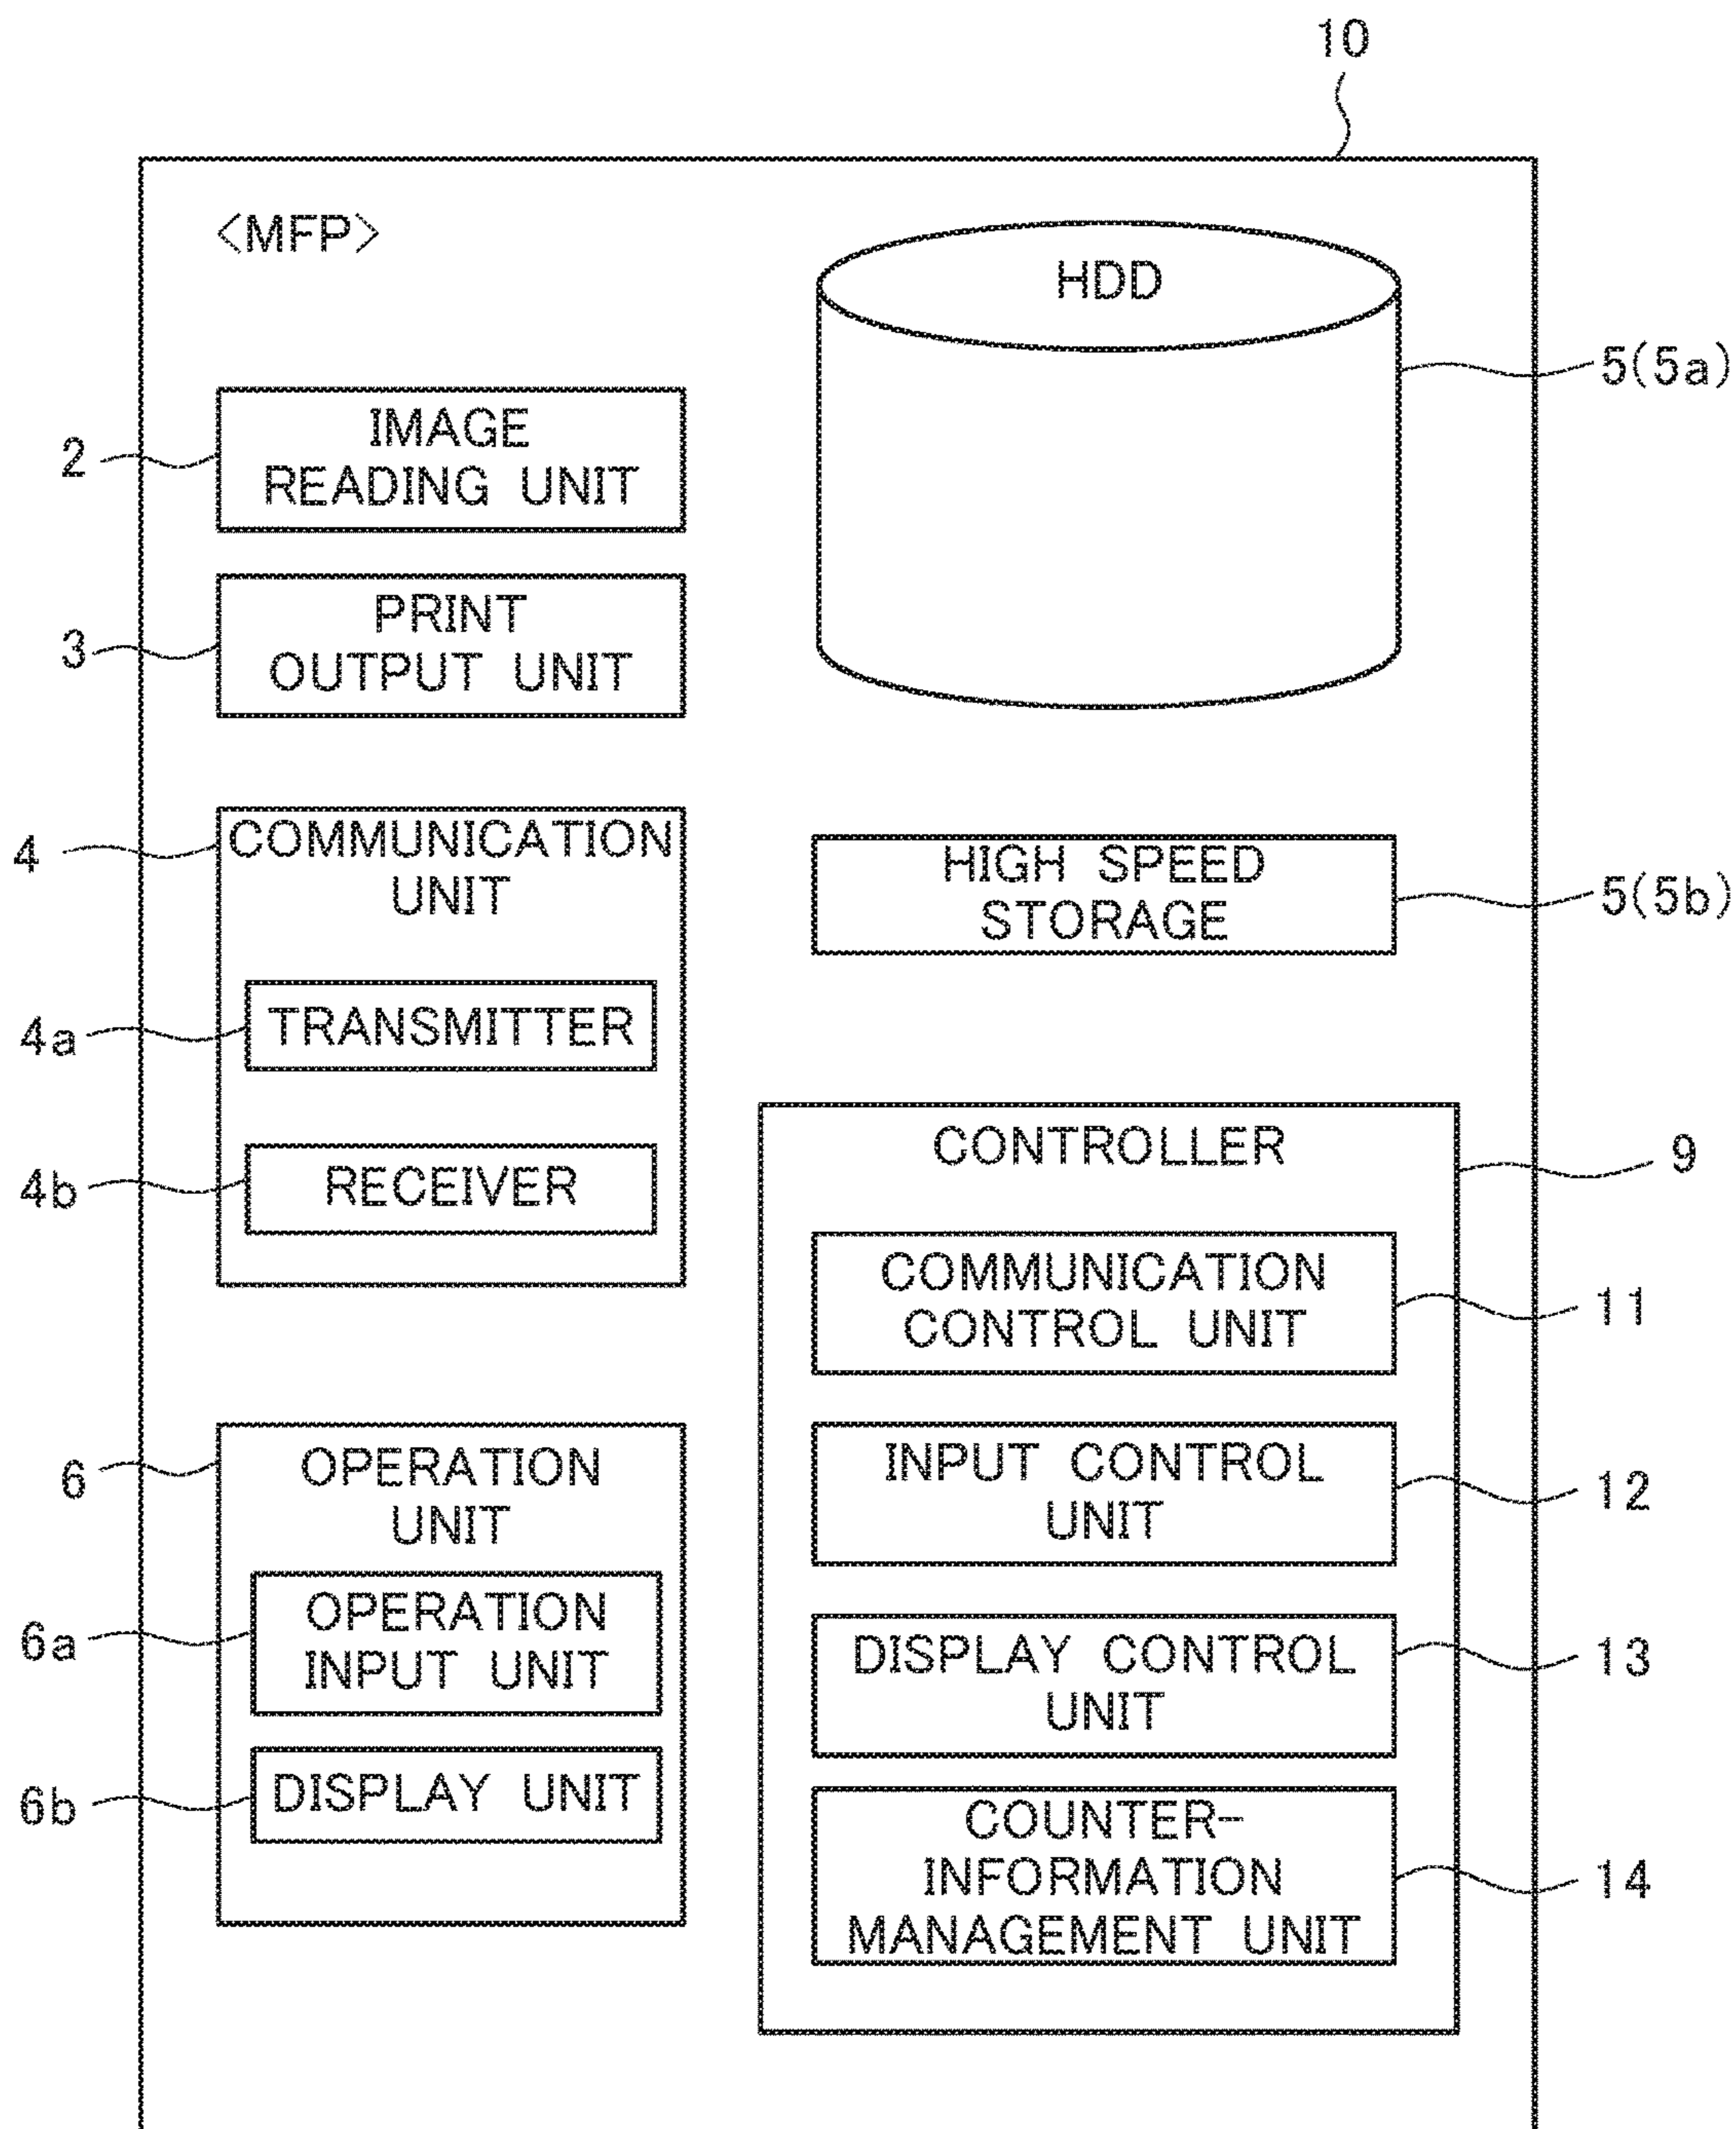 10
<MFP>
HDD
5(5a)
2
IMAGE
READING UNIT
3
PRINT
OUTPUT UNIT
4
COMMUNICATION
UNIT
4a
TRANSMITTER
4b
RECEIVER
HIGH SPEED
STORAGE
5(5b)
CONTROLLER
9
COMMUNICATION
CONTROL UNIT
11
INPUT CONTROL
UNIT
12
DISPLAY CONTROL
UNIT
13
COUNTER-
INFORMATION
MANAGEMENT UNIT
14
6
OPERATION
UNIT
6a
OPERATION
INPUT UNIT
6b
DISPLAY UNIT